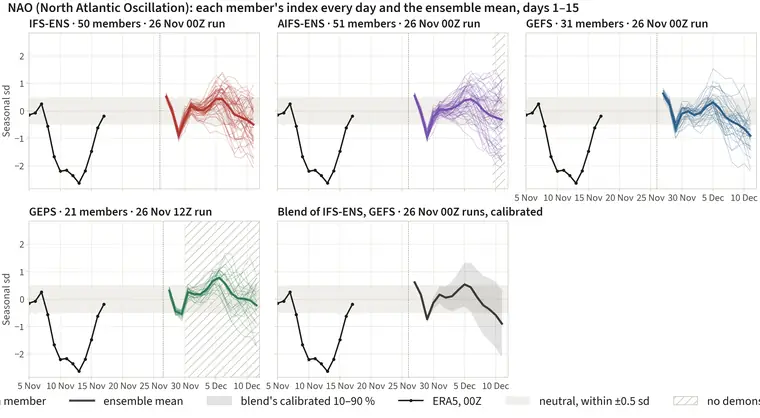 NAO (North Atlantic Oscillation): each member's index every day and the ensemble mean, days 1–15
IFS-ENS · 50 members · 26 Nov 00Z run
AIFS-ENS · 51 members · 26 Nov 00Z run
GEFS · 31 members · 26 Nov 00Z run
Seasonal sd
2
1
0
−1
−2
5 Nov 10 Nov 15 Nov 20 Nov 25 Nov 30 Nov 5 Dec 10 Dec
GEPS · 21 members · 26 Nov 12Z run
Blend of IFS-ENS, GEFS · 26 Nov 00Z runs, calibrated
Seasonal sd
2
1
0
−1
−2
5 Nov 10 Nov 15 Nov 20 Nov 25 Nov 30 Nov 5 Dec 10 Dec
5 Nov 10 Nov 15 Nov 20 Nov 25 Nov 30 Nov 5 Dec 10 Dec
member ensemble mean blend's calibrated 10–90 % ERA5, 00Z neutral, within ±0.5 sd no demons